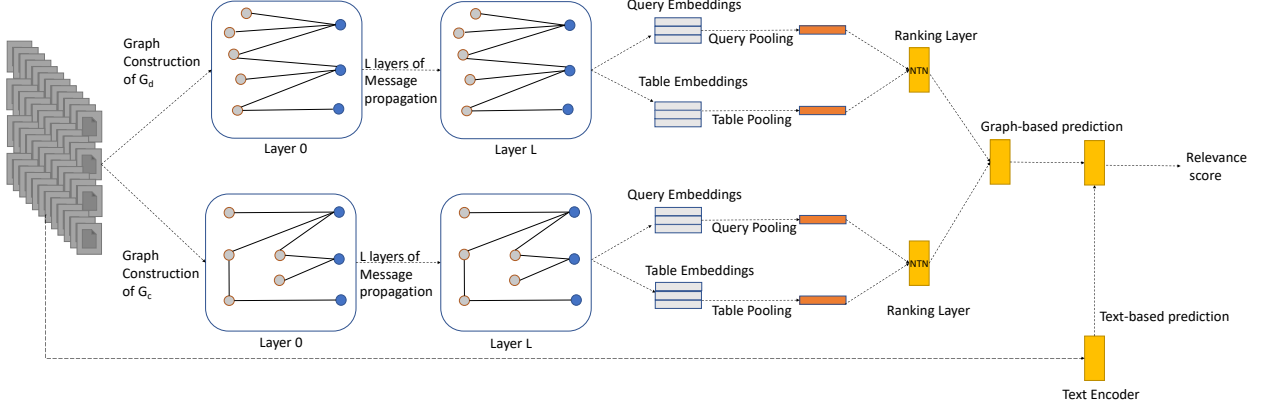 Graph
Construction
of G_d
Layer 0
L layers of
Message
propagation
Layer L
Query Embeddings
Query Pooling
Table Embeddings
Table Pooling
Ranking Layer
NTN
Graph-based prediction
Relevance
score
Graph
Construction
of G_c
Layer 0
L layers of
Message
propagation
Layer L
Query Embeddings
Query Pooling
Table Embeddings
Table Pooling
NTN
Ranking Layer
Text-based prediction
Text Encoder